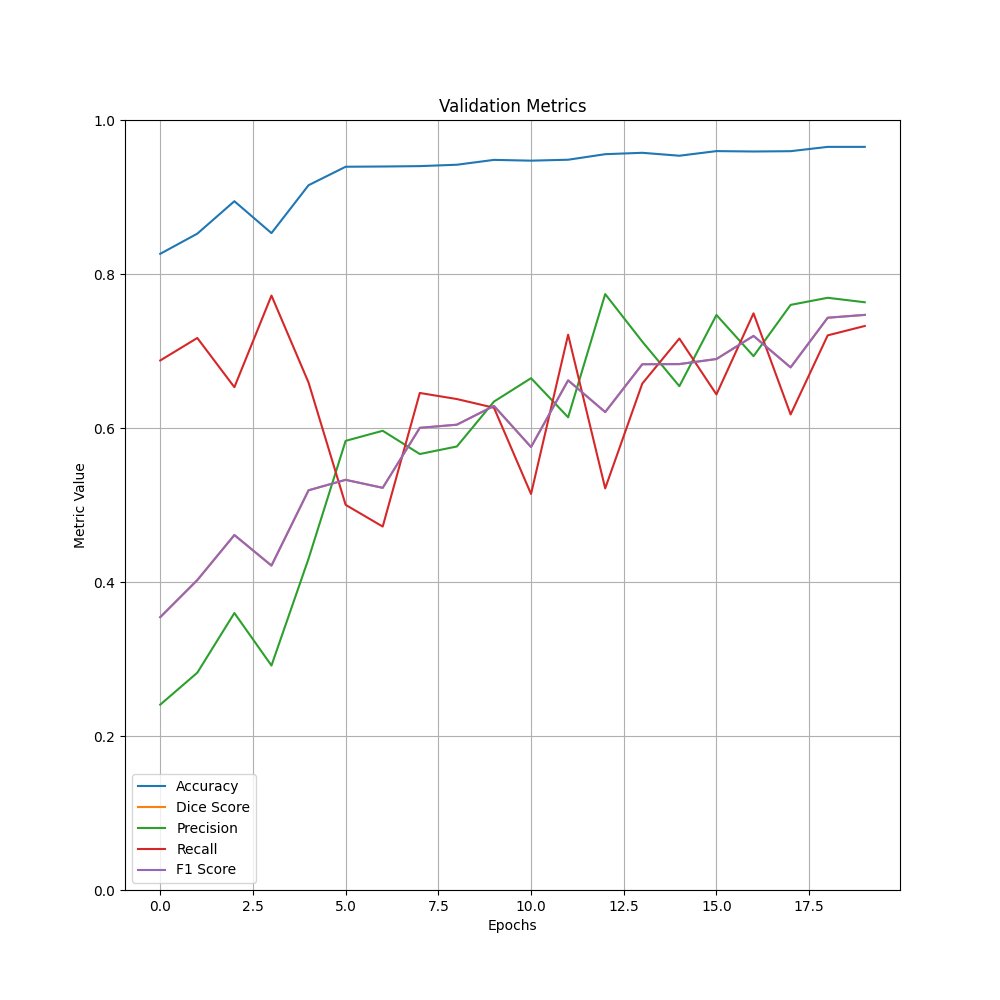 Validation Metrics
1.0
0.8
0.6
0.4
0.2
0.0
Metric Value
Accuracy
Dice Score
Precision
Recall
F1 Score
0.0 2.5 5.0 7.5 10.0 12.5 15.0 17.5
Epochs